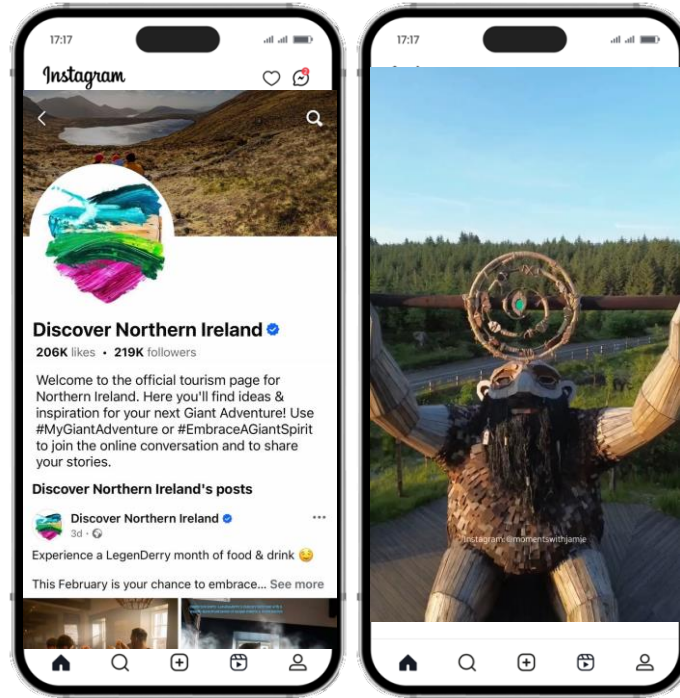 17:17
Instagram
Discover Northern Ireland
206K likes • 219K followers
Welcome to the official tourism page for
Northern Ireland. Here you'll find ideas &
inspiration for your next Giant Adventure! Use
#MyGiantAdventure or #EmbraceAGiantSpirit
to join the online conversation and to share
your stories.
Discover Northern Ireland's posts
Discover Northern Ireland
3d
Experience a LegenDerry month of food & drink 😉
This February is your chance to embrace... See more
17:17
Instagram: @momentswithjamie